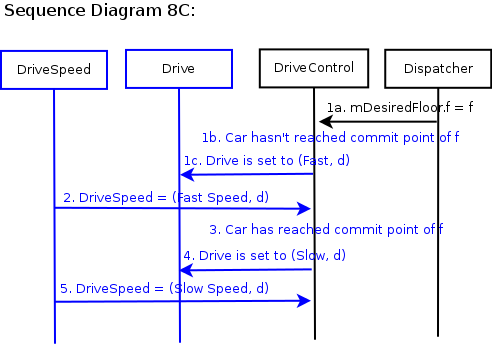 Sequence Diagram 8C:
DriveSpeed
Drive
DriveControl
Dispatcher
1a. mDesiredFloor.f = f
1b. Car hasn't reached commit point of f
1c. Drive is set to (Fast, d)
2. DriveSpeed = (Fast Speed, d)
3. Car has reached commit point of f
4. Drive is set to (Slow, d)
5. DriveSpeed = (Slow Speed, d)